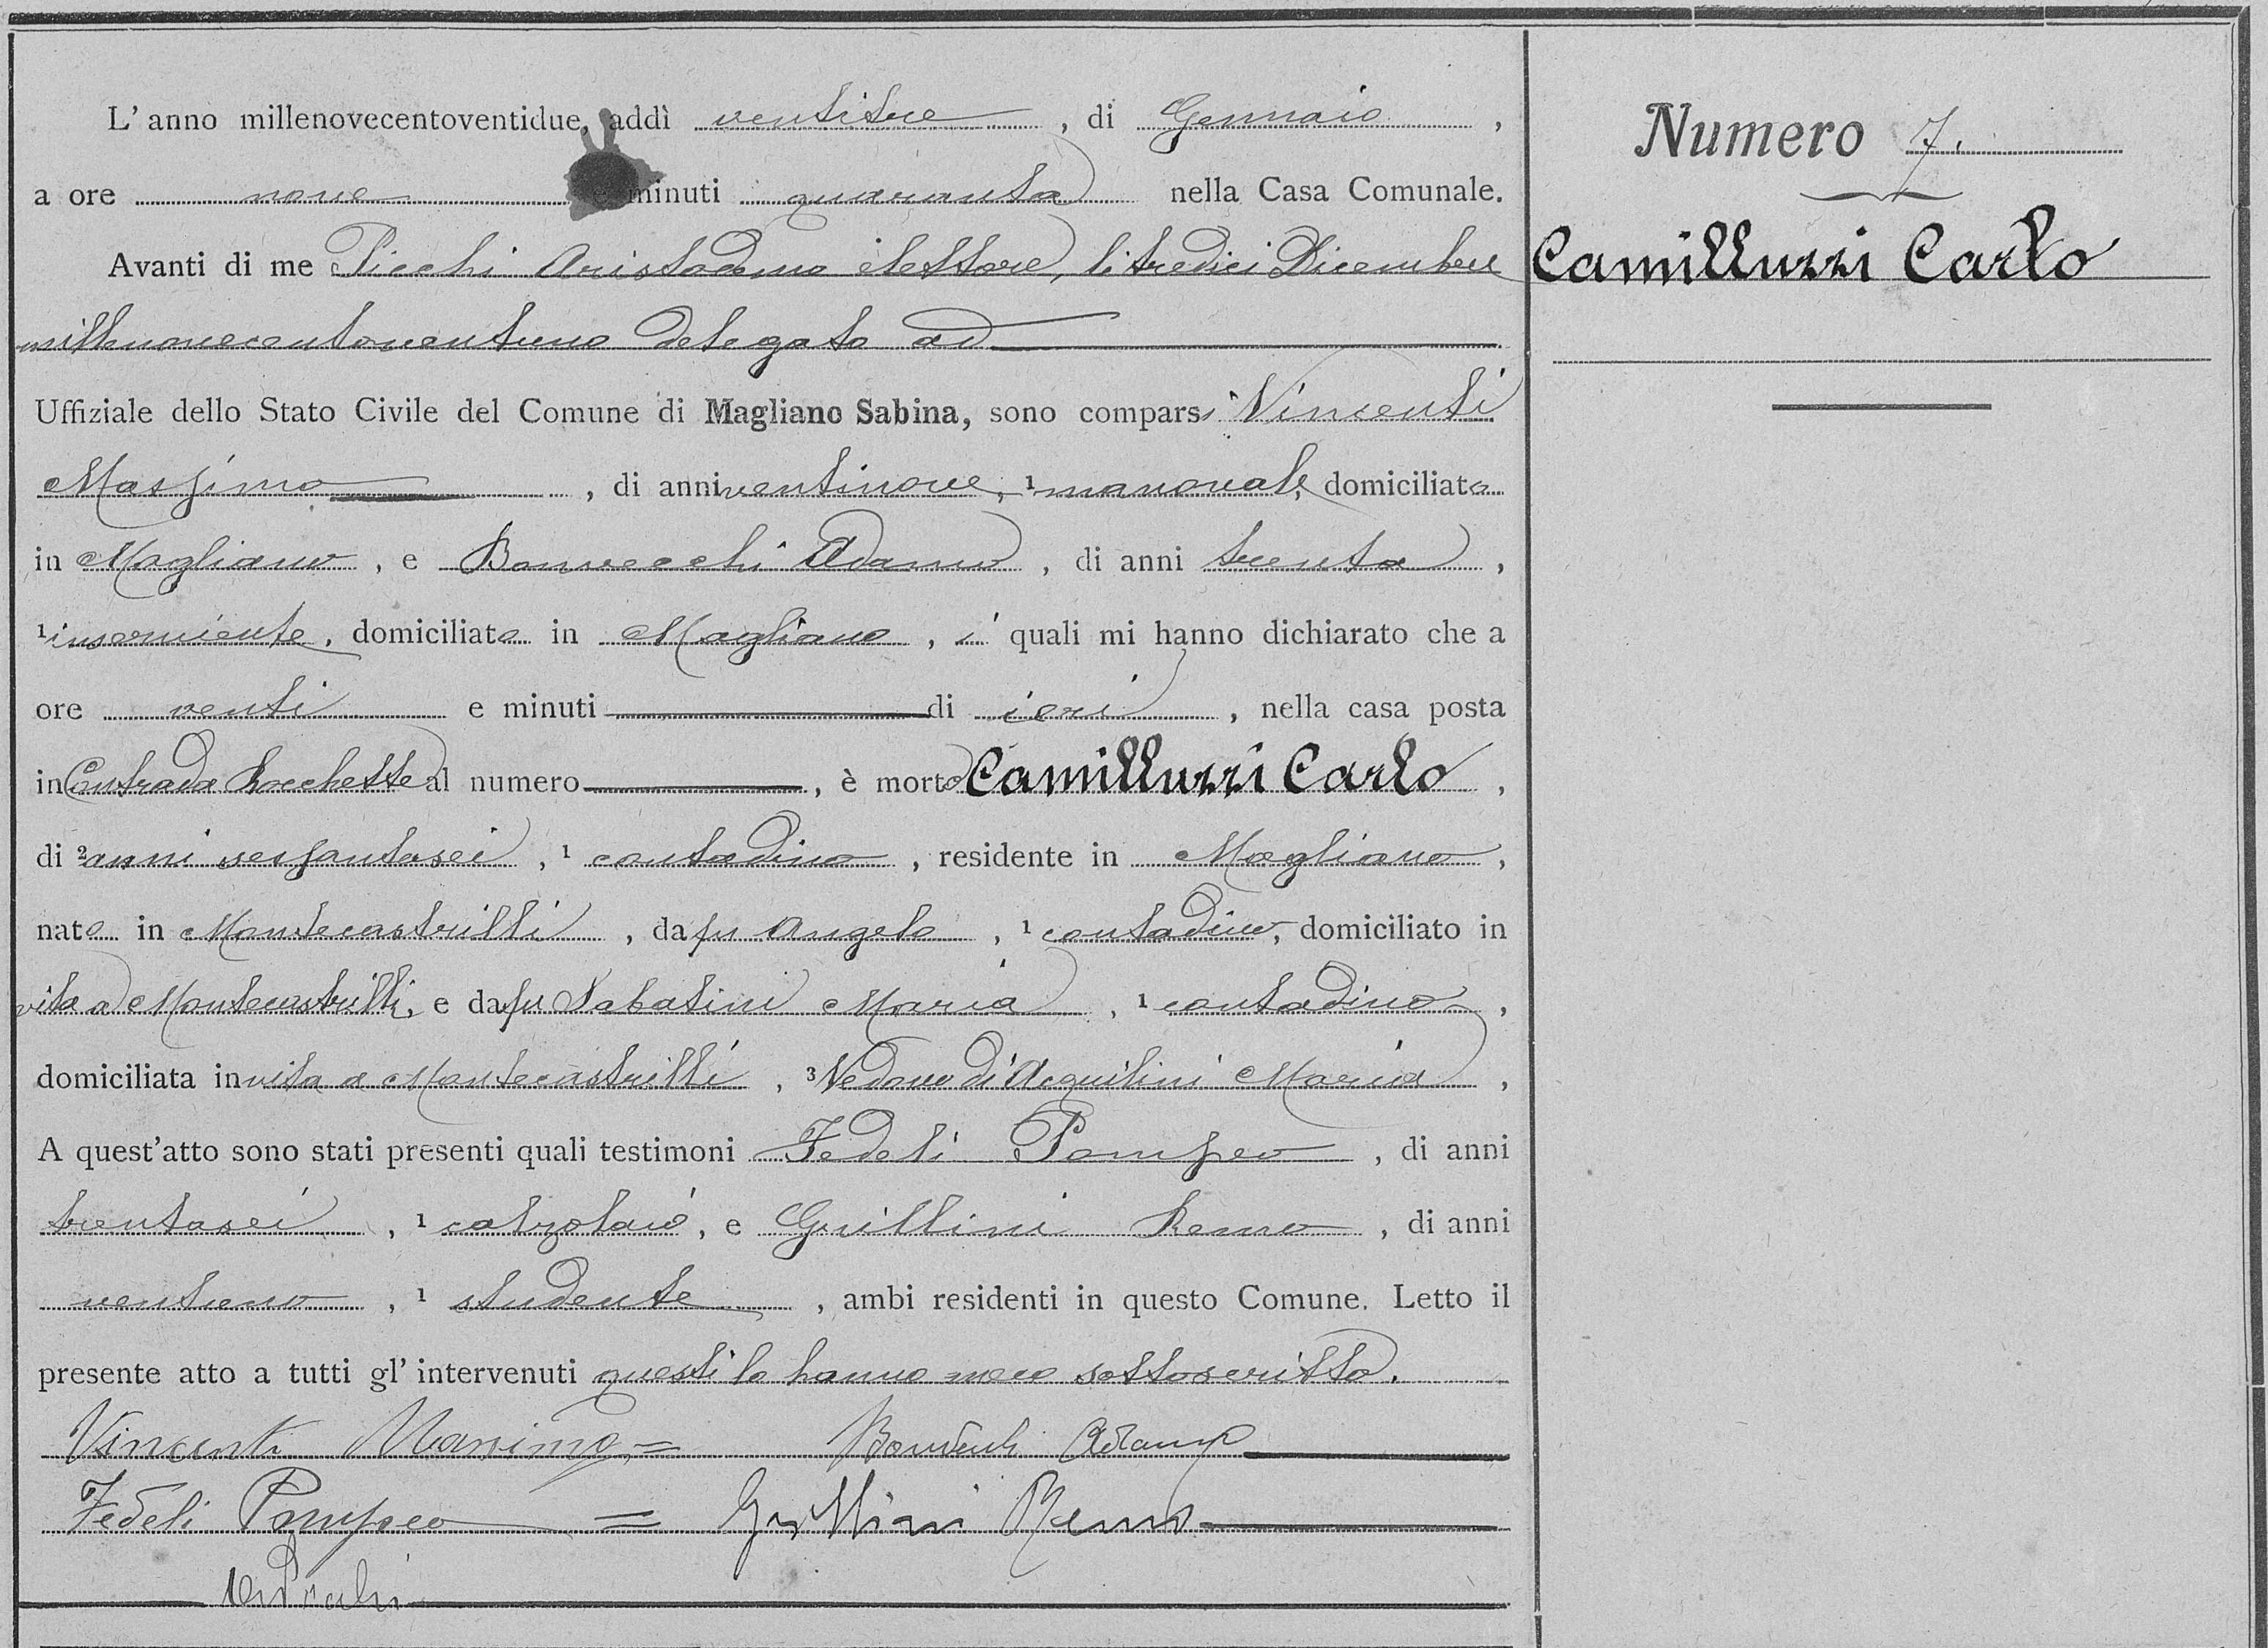 L'anno millenovecentoventidue, addì ventitre, di Gennaio,
a ore nove e minuti quaranta nella Casa Comunale.
Avanti di me Picchi Aristodemo elettore, li tredici Dicembre
millenovecentoventuno delegato ad
Uffiziale dello Stato Civile del Comune di Magliano Sabina, sono comparsi Vincenti
Massimo, di anni ventinove, 1 manovale, domiciliato
in Magliano, e Bonvecchi Adamo, di anni trenta,
1 inserviente, domiciliato in Magliano, i quali mi hanno dichiarato che a
ore venti e minuti di ieri, nella casa posta
in Contrada Rocchette al numero, è morto Camilluzzi Carlo,
di 2 anni sessantasei, 1 contadino, residente in Magliano,
nato in Montecastrilli, da fu Angelo, 1 contadino, domiciliato in
vita a Montecastrilli, e da fu Sabatini Maria, 1 contadina,
domiciliata in vita a Montecastrilli, 3 Vedovo di Acquilini Maria,
A quest'atto sono stati presenti quali testimoni Fedeli Pompeo, di anni
trentasei, 1 calzolaio, e Grillini Remo, di anni
ventuno, 1 studente, ambi residenti in questo Comune. Letto il
presente atto a tutti gl'intervenuti questi lo hanno meco sottoscritto.
Vincenti Massimo = Bonvecchi Adamo
Fedeli Pompeo = Grillini Remo
Picchi
Numero 7.
Camilluzzi Carlo